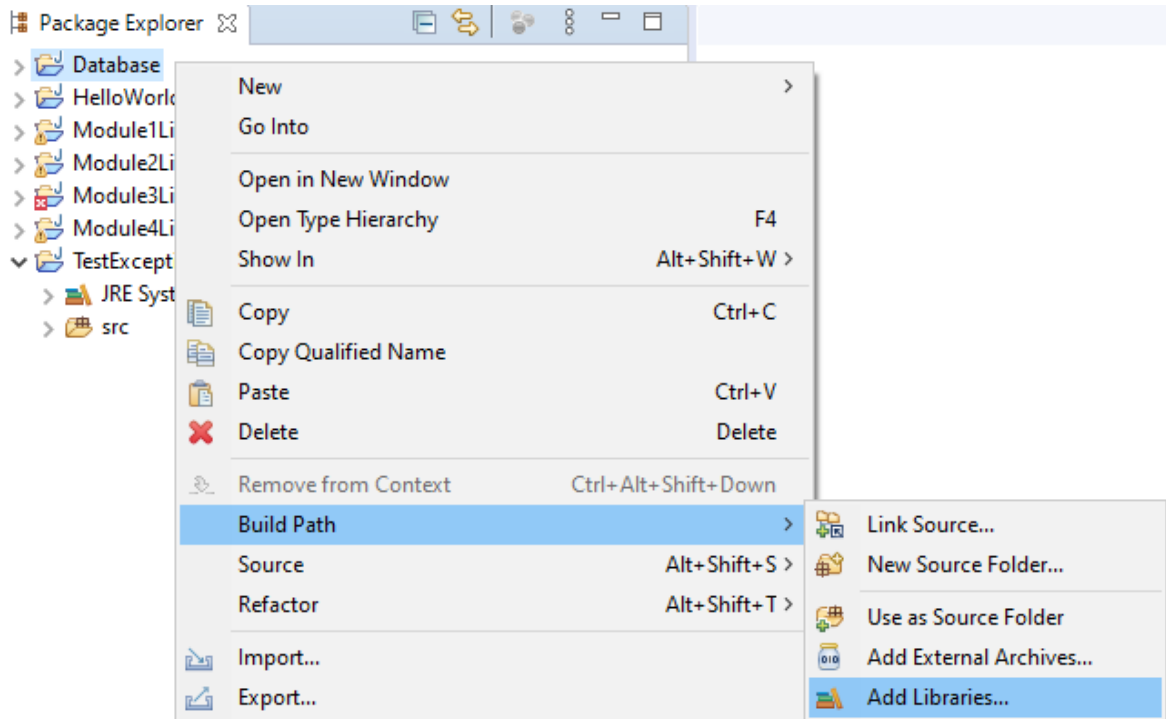 Package Explorer
Database
HelloWorld
Module1Li
Module2Li
Module3Li
Module4Li
TestExcept
JRE Syst
src
New
Go Into
Open in New Window
Open Type Hierarchy F4
Show In Alt+Shift+W >
Copy Ctrl+C
Copy Qualified Name
Paste Ctrl+V
Delete Delete
Remove from Context Ctrl+Alt+Shift+Down
Build Path
Source Alt+Shift+S >
Refactor Alt+Shift+T >
Import...
Export...
Link Source...
New Source Folder...
Use as Source Folder
010
Add External Archives...
Add Libraries...